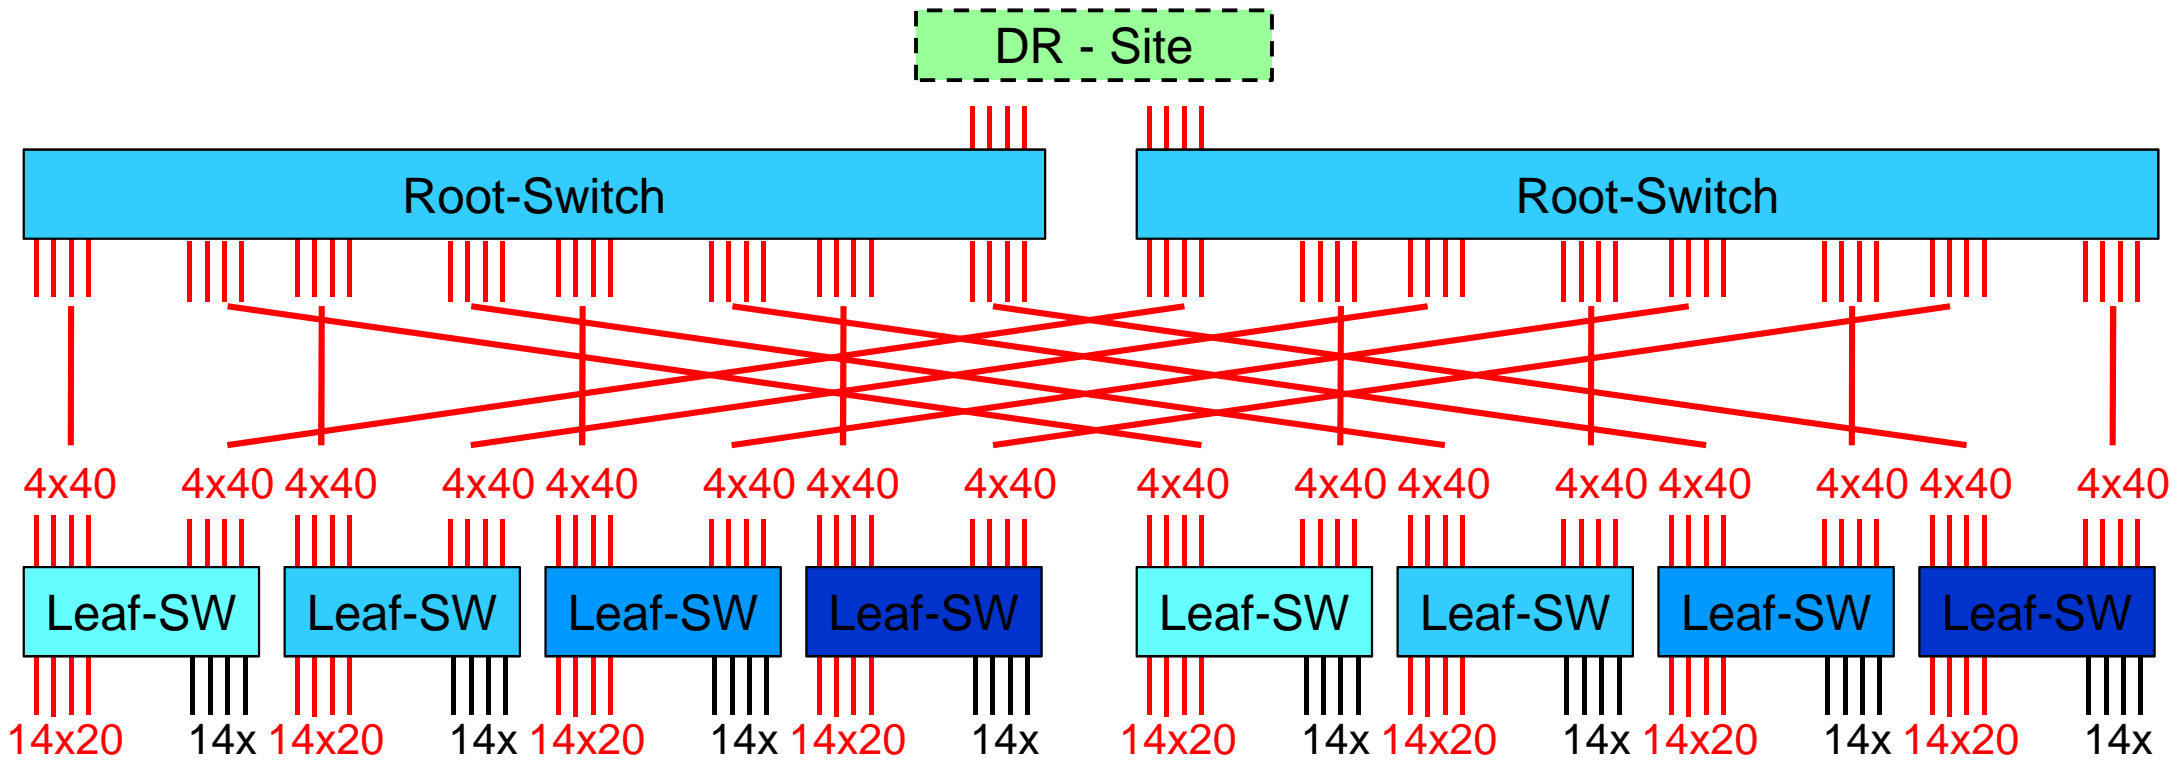 DR - Site
Root-Switch Root-Switch
4x40 4x40 4x40 4x40 4x40 4x40 4x40 4x40 4x40 4x40 4x40 4x40 4x40 4x40 4x40 4x40
Leaf-SW Leaf-SW Leaf-SW Leaf-SW Leaf-SW Leaf-SW Leaf-SW Leaf-SW
14x20 14x 14x20 14x 14x20 14x 14x20 14x 14x20 14x 14x20 14x 14x20 14x 14x20 14x